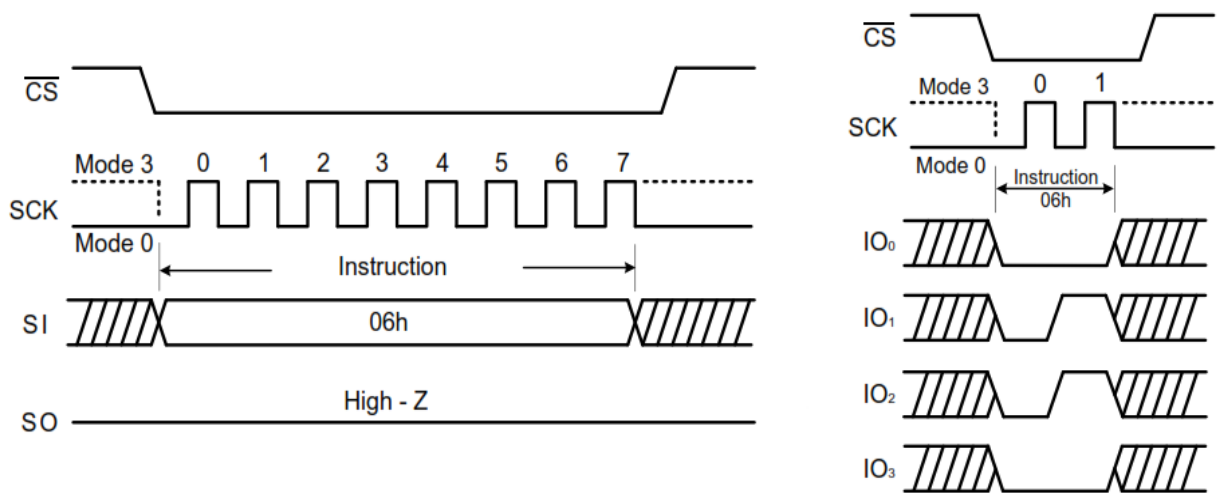 CS
Mode 3 0 1 2 3 4 5 6 7
SCK
Mode 0
Instruction
SI 06h
High - Z
SO
CS
Mode 3 0 1
SCK
Mode 0
Instruction
06h
IO₀
IO₁
IO₂
IO₃